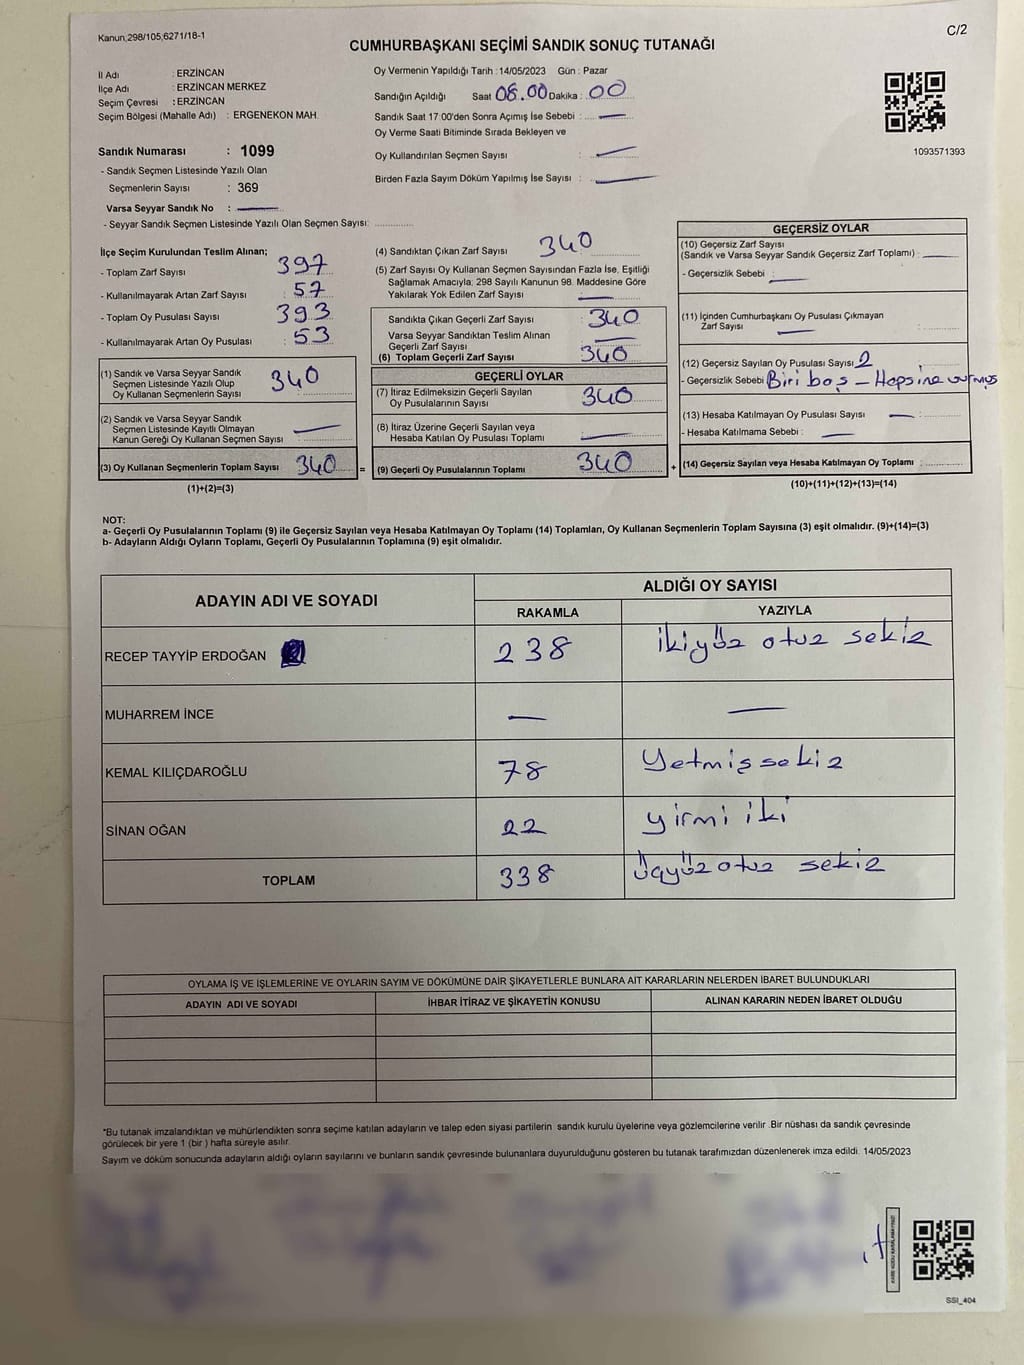 Kanun,298/105,6271/18-1
C/2
CUMHURBAŞKANI SEÇİMİ SANDIK SONUÇ TUTANAĞI
İl Adı : ERZİNCAN
İlçe Adı : ERZİNCAN MERKEZ
Seçim Çevresi : ERZİNCAN
Seçim Bölgesi (Mahalle Adı) : ERGENEKON MAH.
Sandık Numarası : 1099
- Sandık Seçmen Listesinde Yazılı Olan
Seçmenlerin Sayısı : 369
Varsa Seyyar Sandık No : —
- Seyyar Sandık Seçmen Listesinde Yazılı Olan Seçmen Sayısı:
Oy Vermenin Yapıldığı Tarih : 14/05/2023 Gün : Pazar
Sandığın Açıldığı Saat 08.00 Dakika : 00
Sandık Saat 17:00'den Sonra Açımış İse Sebebi : —
Oy Verme Saati Bitiminde Sırada Bekleyen ve
Oy Kullandırılan Seçmen Sayısı : —
Birden Fazla Sayım Döküm Yapılmış İse Sayısı : —
1093571393
İlçe Seçim Kurulundan Teslim Alınan;
- Toplam Zarf Sayısı : 397
- Kullanılmayarak Artan Zarf Sayısı : 57
- Toplam Oy Pusulası Sayısı : 393
- Kullanılmayarak Artan Oy Pusulası : 53
(1) Sandık ve Varsa Seyyar Sandık
Seçmen Listesinde Yazılı Olup
Oy Kullanan Seçmenlerin Sayısı : 340
(2) Sandık ve Varsa Seyyar Sandık
Seçmen Listesinde Kayıtlı Olmayan
Kanun Gereği Oy Kullanan Seçmen Sayısı : —
(3) Oy Kullanan Seçmenlerin Toplam Sayısı 340 =
(1)+(2)=(3)
(4) Sandıktan Çıkan Zarf Sayısı 340
(5) Zarf Sayısı Oy Kullanan Seçmen Sayısından Fazla İse, Eşitliği
Sağlamak Amacıyla; 298 Sayılı Kanunun 98. Maddesine Göre
Yakılarak Yok Edilen Zarf Sayısı —
Sandıkta Çıkan Geçerli Zarf Sayısı 340
Varsa Seyyar Sandıktan Teslim Alınan
Geçerli Zarf Sayısı —
(6) Toplam Geçerli Zarf Sayısı 340
GEÇERLİ OYLAR
(7) İtiraz Edilmeksizin Geçerli Sayılan
Oy Pusulalarının Sayısı 340
(8) İtiraz Üzerine Geçerli Sayılan veya
Hesaba Katılan Oy Pusulası Toplamı —
(9) Geçerli Oy Pusulalarının Toplamı 340 +
GEÇERSİZ OYLAR
(10) Geçersiz Zarf Sayısı
(Sandık ve Varsa Seyyar Sandık Geçersiz Zarf Toplamı) : —
- Geçersizlik Sebebi : —
(11) İçinden Cumhurbaşkanı Oy Pusulası Çıkmayan
Zarf Sayısı —
(12) Geçersiz Sayılan Oy Pusulası Sayısı 2
- Geçersizlik Sebebi Biri boş - Hepsine vurmuş
(13) Hesaba Katılmayan Oy Pusulası Sayısı —
- Hesaba Katılmama Sebebi : —
(14) Geçersiz Sayılan veya Hesaba Katılmayan Oy Toplamı :
(10)+(11)+(12)+(13)=(14)
NOT:
a- Geçerli Oy Pusulalarının Toplamı (9) ile Geçersiz Sayılan veya Hesaba Katılmayan Oy Toplamı (14) Toplamları, Oy Kullanan Seçmenlerin Toplam Sayısına (3) eşit olmalıdır. (9)+(14)=(3)
b- Adayların Aldığı Oyların Toplamı, Geçerli Oy Pusulalarının Toplamına (9) eşit olmalıdır.
ADAYIN ADI VE SOYADI
ALDIĞI OY SAYISI
RAKAMLA YAZIYLA
RECEP TAYYİP ERDOĞAN 238 ikiyüz otuz sekiz
MUHARREM İNCE — —
KEMAL KILIÇDAROĞLU 78 Yetmiş sekiz
SİNAN OĞAN 22 yirmi iki
TOPLAM 338 Üçyüz otuz sekiz
OYLAMA İŞ VE İŞLEMLERİNE VE OYLARIN SAYIM VE DÖKÜMÜNE DAİR ŞİKAYETLERLE BUNLARA AİT KARARLARIN NELERDEN İBARET BULUNDUKLARI
ADAYIN ADI VE SOYADI İHBAR İTİRAZ VE ŞİKAYETİN KONUSU ALINAN KARARIN NEDEN İBARET OLDUĞU
*Bu tutanak imzalandıktan ve mühürlendikten sonra seçime katılan adayların ve talep eden siyasi partilerin sandık kurulu üyelerine veya gözlemcilerine verilir .Bir nüshası da sandık çevresinde
görülecek bir yere 1 (bir ) hafta süreyle asılır.
Sayım ve döküm sonucunda adayların aldığı oyların sayılarını ve bunların sandık çevresinde bulunanlara duyurulduğunu gösteren bu tutanak tarafımızdan düzenlenerek imza edildi. 14/05/2023
SSI_404